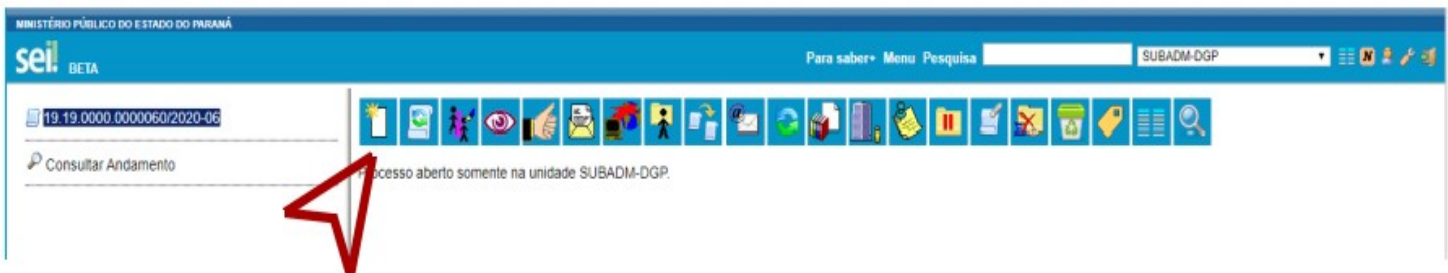 MINISTÉRIO PÚBLICO DO ESTADO DO PARANÁ
sei! BETA
Para saber+ Menu Pesquisa SUBADM-DGP
N
19.19.0000.0000060/2020-06
Consultar Andamento
Processo aberto somente na unidade SUBADM-DGP.